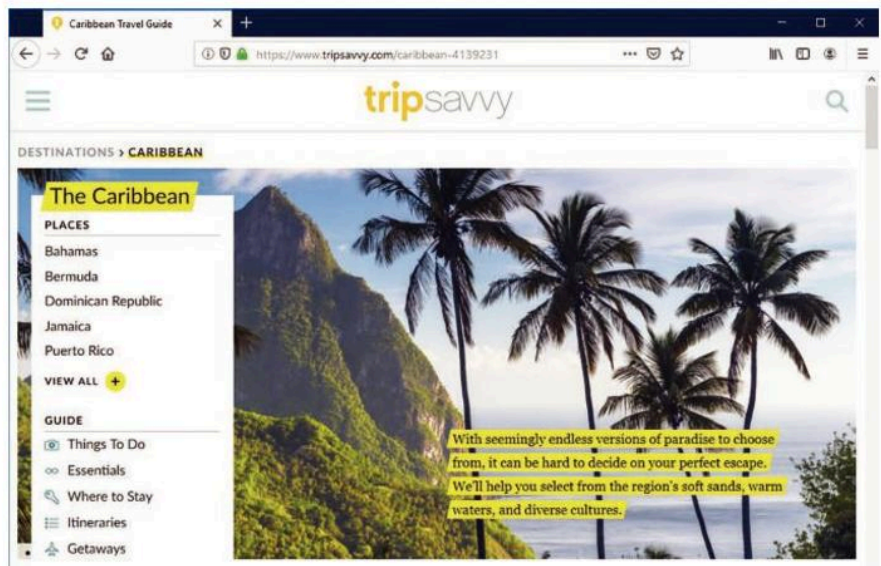 Caribbean Travel Guide
https://www.tripsavvy.com/caribbean-4139231
tripsavvy
DESTINATIONS > CARIBBEAN
The Caribbean
PLACES
Bahamas
Bermuda
Dominican Republic
Jamaica
Puerto Rico
VIEW ALL +
GUIDE
Things To Do
Essentials
Where to Stay
Itineraries
Getaways
With seemingly endless versions of paradise to choose
from, it can be hard to decide on your perfect escape.
We'll help you select from the region's soft sands, warm
waters, and diverse cultures.